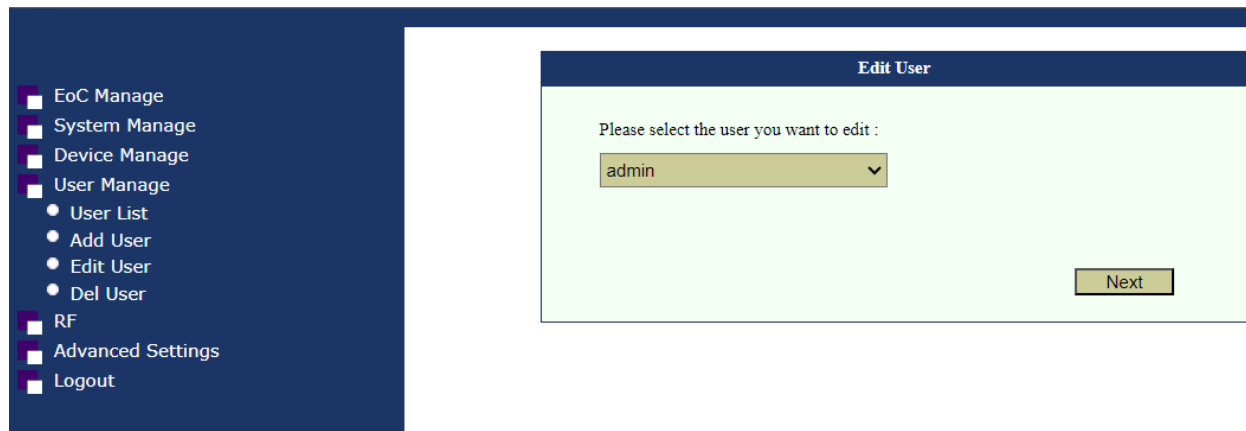 EoC Manage
System Manage
Device Manage
User Manage
User List
Add User
Edit User
Del User
RF
Advanced Settings
Logout
Edit User
Please select the user you want to edit :
admin
Next